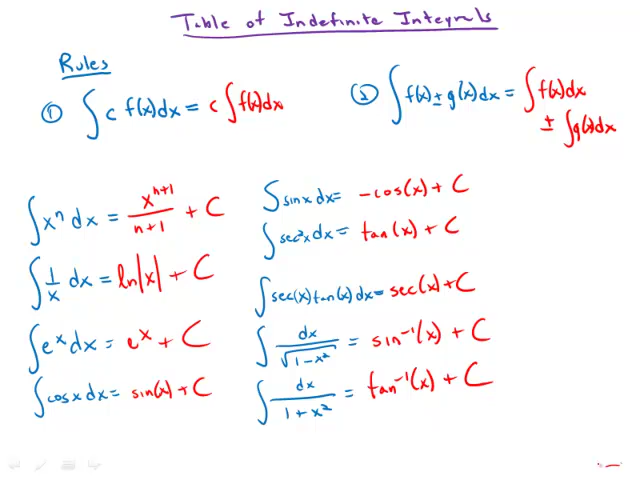 Table of Indefinite Integrals
Rules
① ∫ c f(x)dx = c ∫ f(x)dx
② ∫ f(x) ± g(x)dx = ∫ f(x)dx
± ∫ g(x)dx
∫ xⁿ dx = xⁿ⁺¹/(n+1) + C
∫ 1/x dx = ln|x| + C
∫ eˣ dx = eˣ + C
∫ cosx dx = sin(x) + C
∫ sinx dx = -cos(x) + C
∫ sec²x dx = tan(x) + C
∫ sec(x)tan(x)dx = sec(x) + C
∫ dx/√(1-x²) = sin⁻¹(x) + C
∫ dx/(1+x²) = tan⁻¹(x) + C